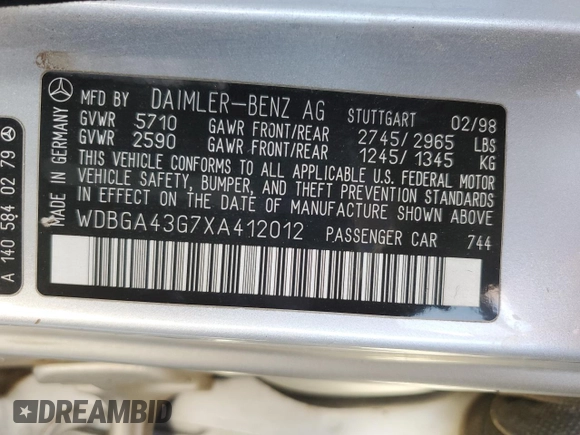 MFD BY DAIMLER-BENZ AG STUTTGART 02/98
GVWR 5710 GAWR FRONT/REAR 2745/2965 LBS
GVWR 2590 GAWR FRONT/REAR 1245/1345 KG
THIS VEHICLE CONFORMS TO ALL APPLICABLE U.S. FEDERAL MOTOR
VEHICLE SAFETY, BUMPER, AND THEFT PREVENTION STANDARDS
IN EFFECT ON THE DATE OF MANUFACTURE SHOWN ABOVE.
WDBGA43G7XA412012 PASSENGER CAR 744
MADE IN GERMANY
A 140 584 02 79
DREAMBID